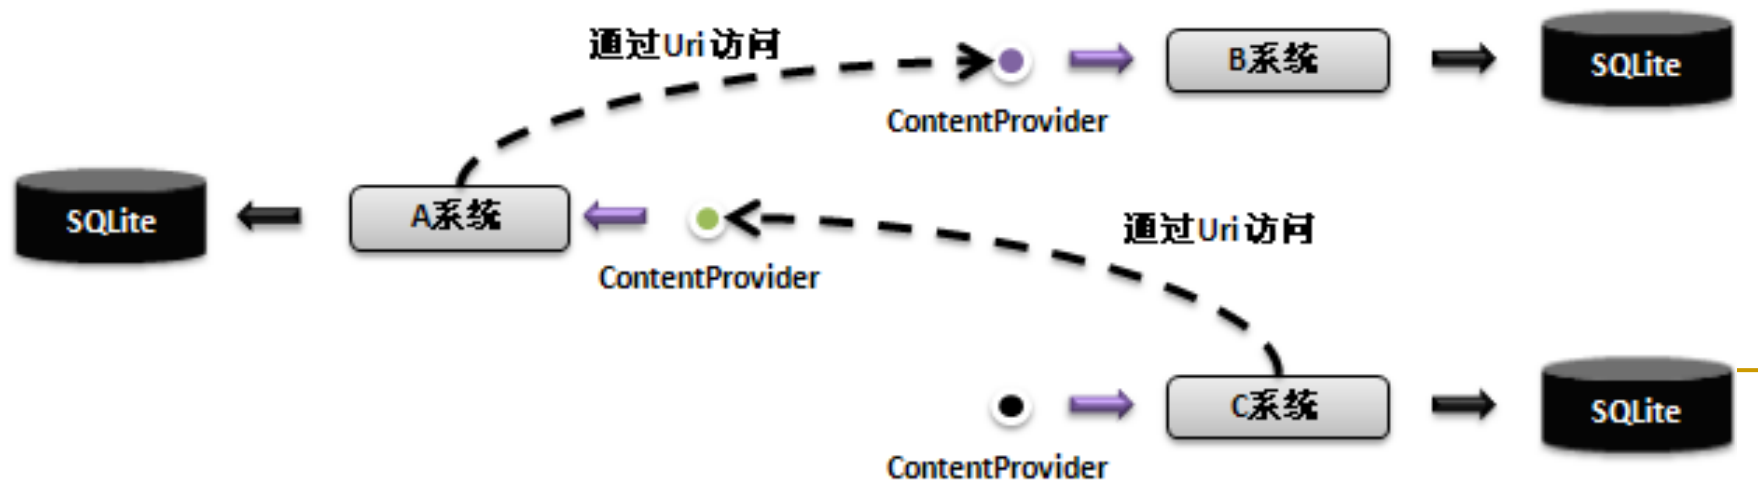 通过Uri访问
B系统
SQLite
ContentProvider
SQLite
A系统
通过Uri访问
ContentProvider
C系统
SQLite
ContentProvider